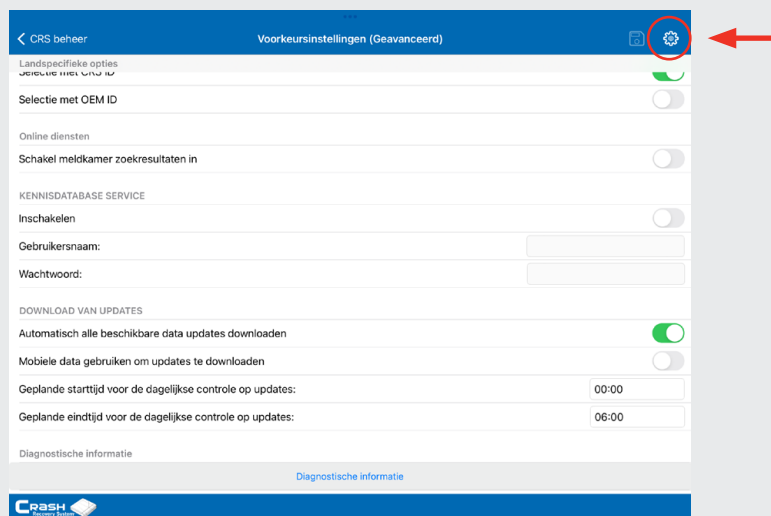 CRS beheer
Voorkeursinstellingen (Geavanceerd)
Landspecifieke opties
Selectie met CRS ID
Selectie met OEM ID
Online diensten
Schakel meldkamer zoekresultaten in
KENNISDATABASE SERVICE
Inschakelen
Gebruikersnaam:
Wachtwoord:
DOWNLOAD VAN UPDATES
Automatisch alle beschikbare data updates downloaden
Mobiele data gebruiken om updates te downloaden
Geplande starttijd voor de dagelijkse controle op updates: 00:00
Geplande eindtijd voor de dagelijkse controle op updates: 06:00
Diagnostische informatie
Diagnostische informatie
CRASH
Recovery System